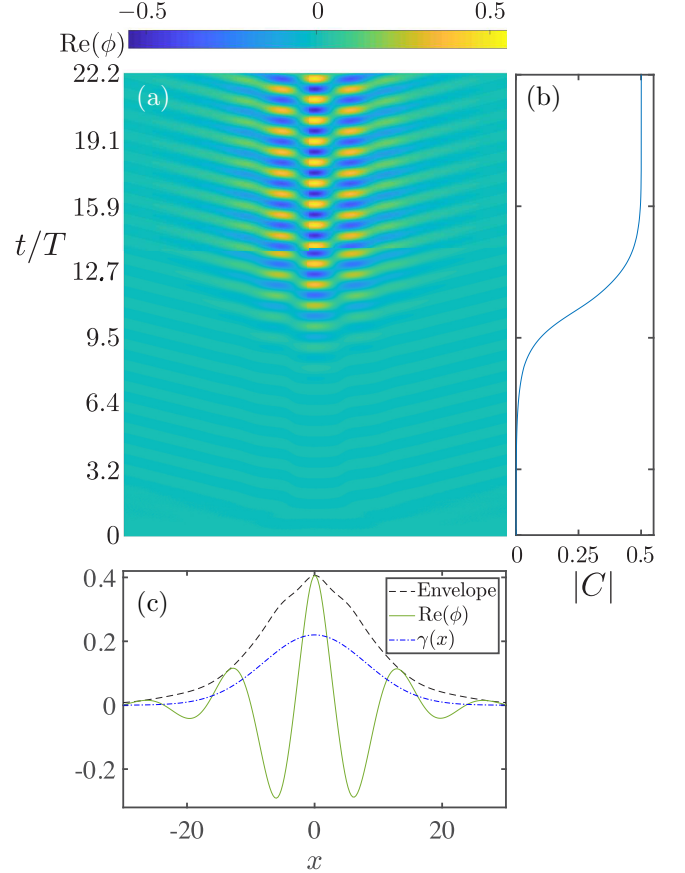 −0.5 0 0.5
Re(ϕ)
22.2
(a)
(b)
19.1
15.9
t/T
12.7
9.5
6.4
3.2
0
0 0.25 0.5
|C|
0.4
(c)
Envelope
Re(ϕ)
γ(x)
0.2
0
-0.2
-20 0 20
x